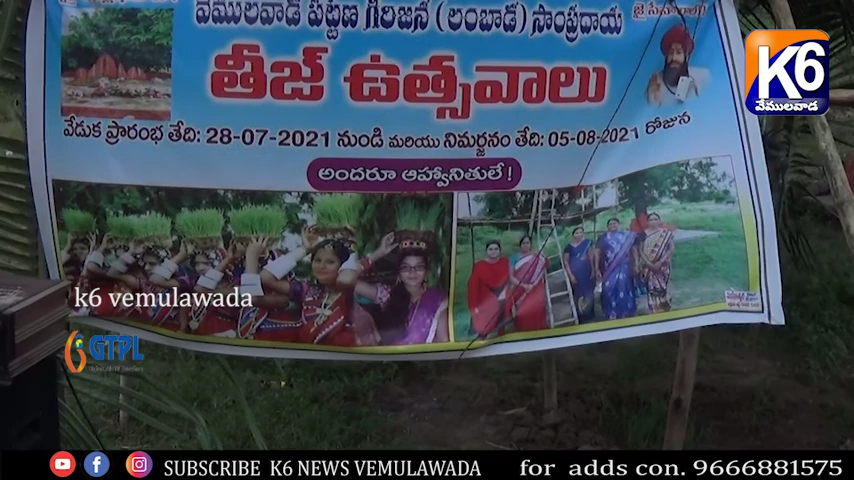 వేములవాడ పట్టణ గిరిజన (లంబాడ) సాంప్రదాయ
జై సేవాలాల్
తీజ్ ఉత్సవాలు
వేడుక ప్రారంభ తేది: 28-07-2021 నుండి మరియు నిమర్జనం తేది: 05-08-2021 రోజున
అందరూ ఆహ్వానితులే!
K6
వేములవాడ
k6 vemulawada
GTPL
SUBSCRIBE K6 NEWS VEMULAWADA for adds con. 9666881575